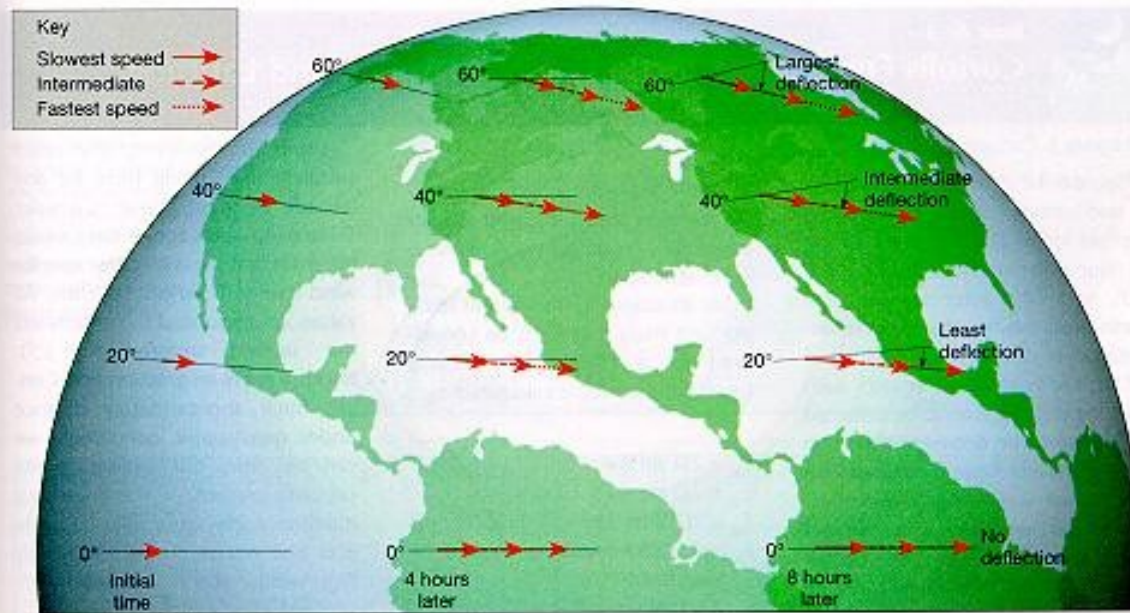 Key
Slowest speed
Intermediate
Fastest speed
60°
60°
60°
Largest
deflection
40°
40°
40°
Intermediate
deflection
20°
20°
20°
Least
deflection
0°
0°
0°
No
deflection
Initial
time
4 hours
later
8 hours
later